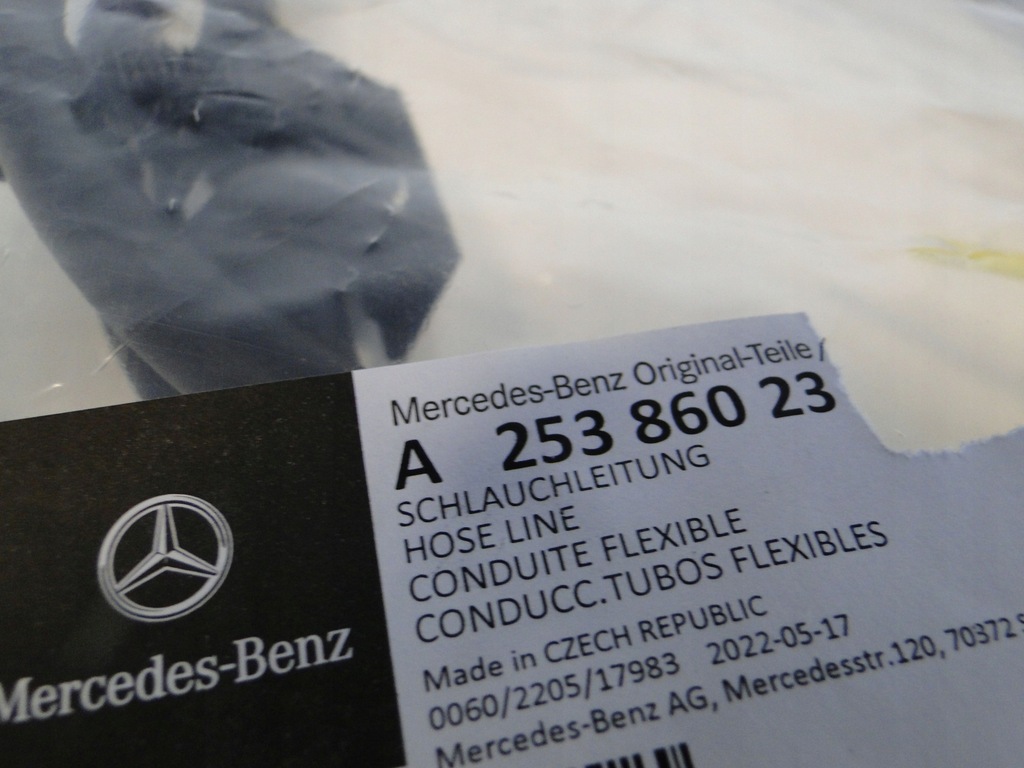 Mercedes-Benz Original-Teile /
A 253 860 23
SCHLAUCHLEITUNG
HOSE LINE
CONDUITE FLEXIBLE
CONDUCC.TUBOS FLEXIBLES
Made in CZECH REPUBLIC
0060/2205/17983 2022-05-17
Mercedes-Benz AG, Mercedesstr.120, 70372
Mercedes-Benz